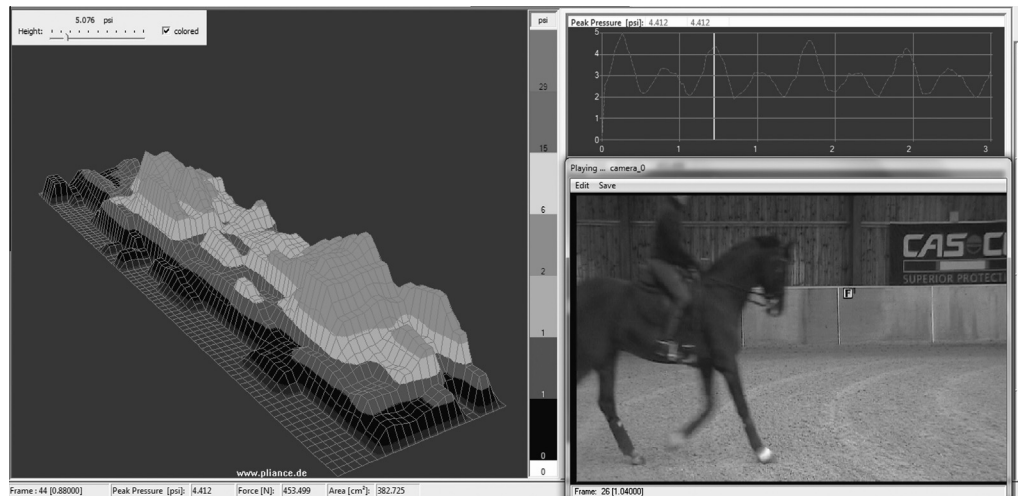 5.076 psi
Height:
colored
psi
29
15
6
2
1
1
0
0
www.pliance.de
Frame : 44 [0.88000] Peak Pressure [psi]: 4.412 Force [N]: 453.499 Area [cm²]: 382.725
Peak Pressure [psi]: 4.412 4.412
5
4
3
2
1
0
0 1 1 2 2 3
Playing ... camera_0
Edit Save
CAS
SUPERIOR PROTECTI
F
Frame: 26 [1.04000]